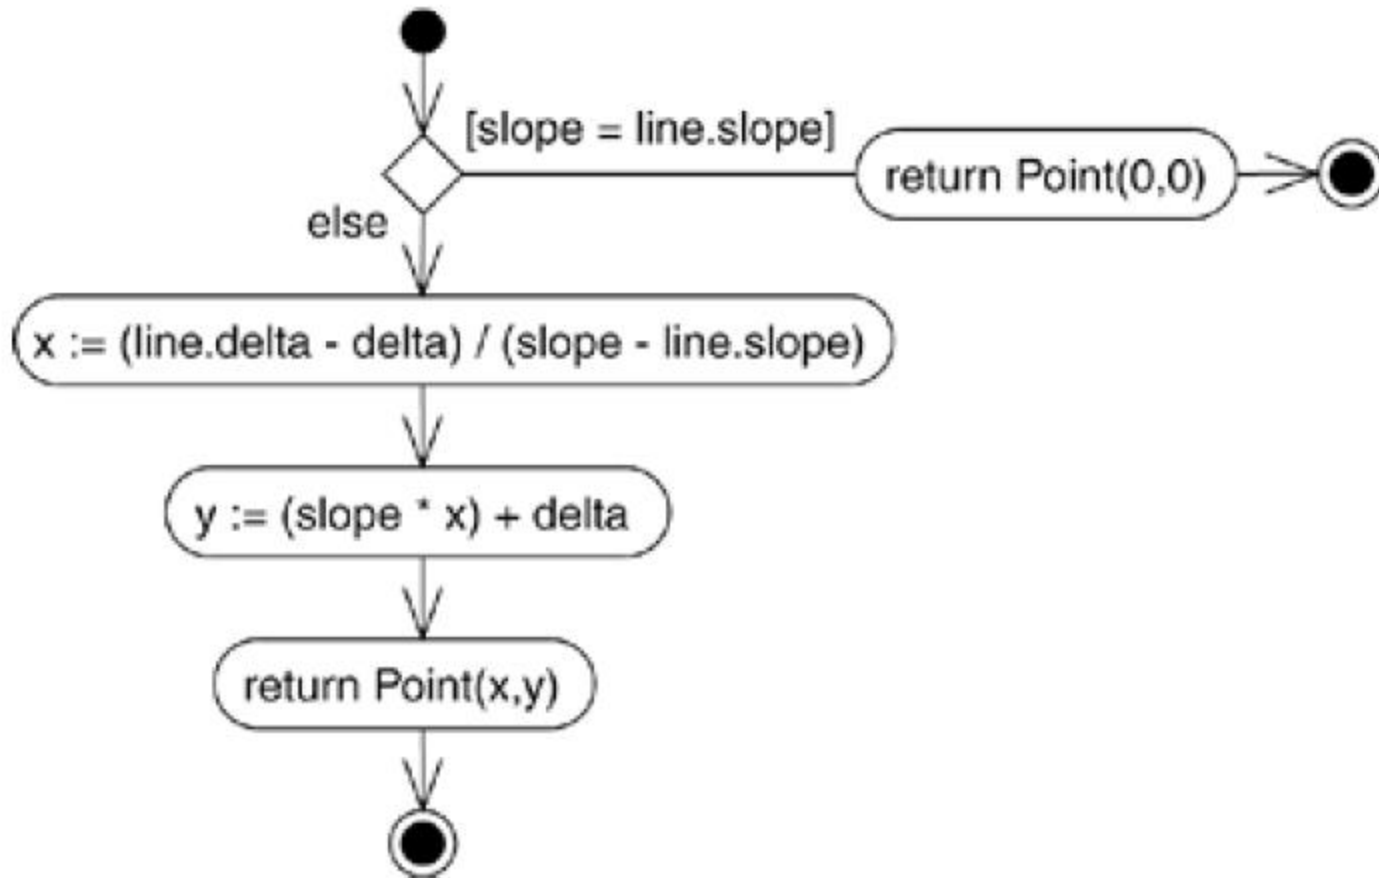 [slope = line.slope]
return Point(0,0)
else
x := (line.delta - delta) / (slope - line.slope)
y := (slope * x) + delta
return Point(x,y)